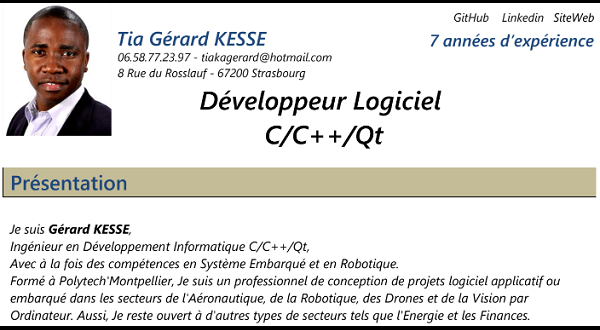 GitHub Linkedin SiteWeb
Tia Gérard KESSE
7 années d'expérience
06.58.77.23.97 - tiakagerard@hotmail.com
8 Rue du Rosslauf - 67200 Strasbourg
Développeur Logiciel
C/C++/Qt
Présentation
Je suis Gérard KESSE,
Ingénieur en Développement Informatique C/C++/Qt,
Avec à la fois des compétences en Système Embarqué et en Robotique.
Formé à Polytech'Montpellier, Je suis un professionnel de conception de projets logiciel applicatif ou
embarqué dans les secteurs de l'Aéronautique, de la Robotique, des Drones et de la Vision par
Ordinateur. Aussi, Je reste ouvert à d'autres types de secteurs tels que l'Energie et les Finances.